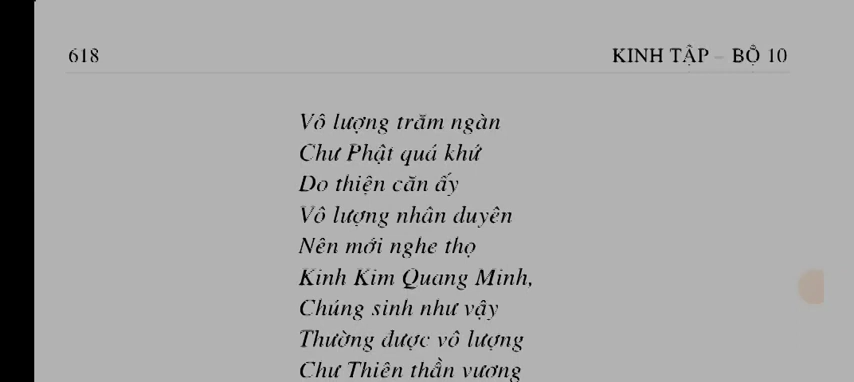 618 KINH TẬP – BỘ 10
Vô lượng trăm ngàn
Chư Phật quá khứ
Do thiện căn ấy
Vô lượng nhân duyên
Nên mới nghe thọ
Kinh Kim Quang Minh,
Chúng sinh như vậy
Thường được vô lượng
Chư Thiên thần vương